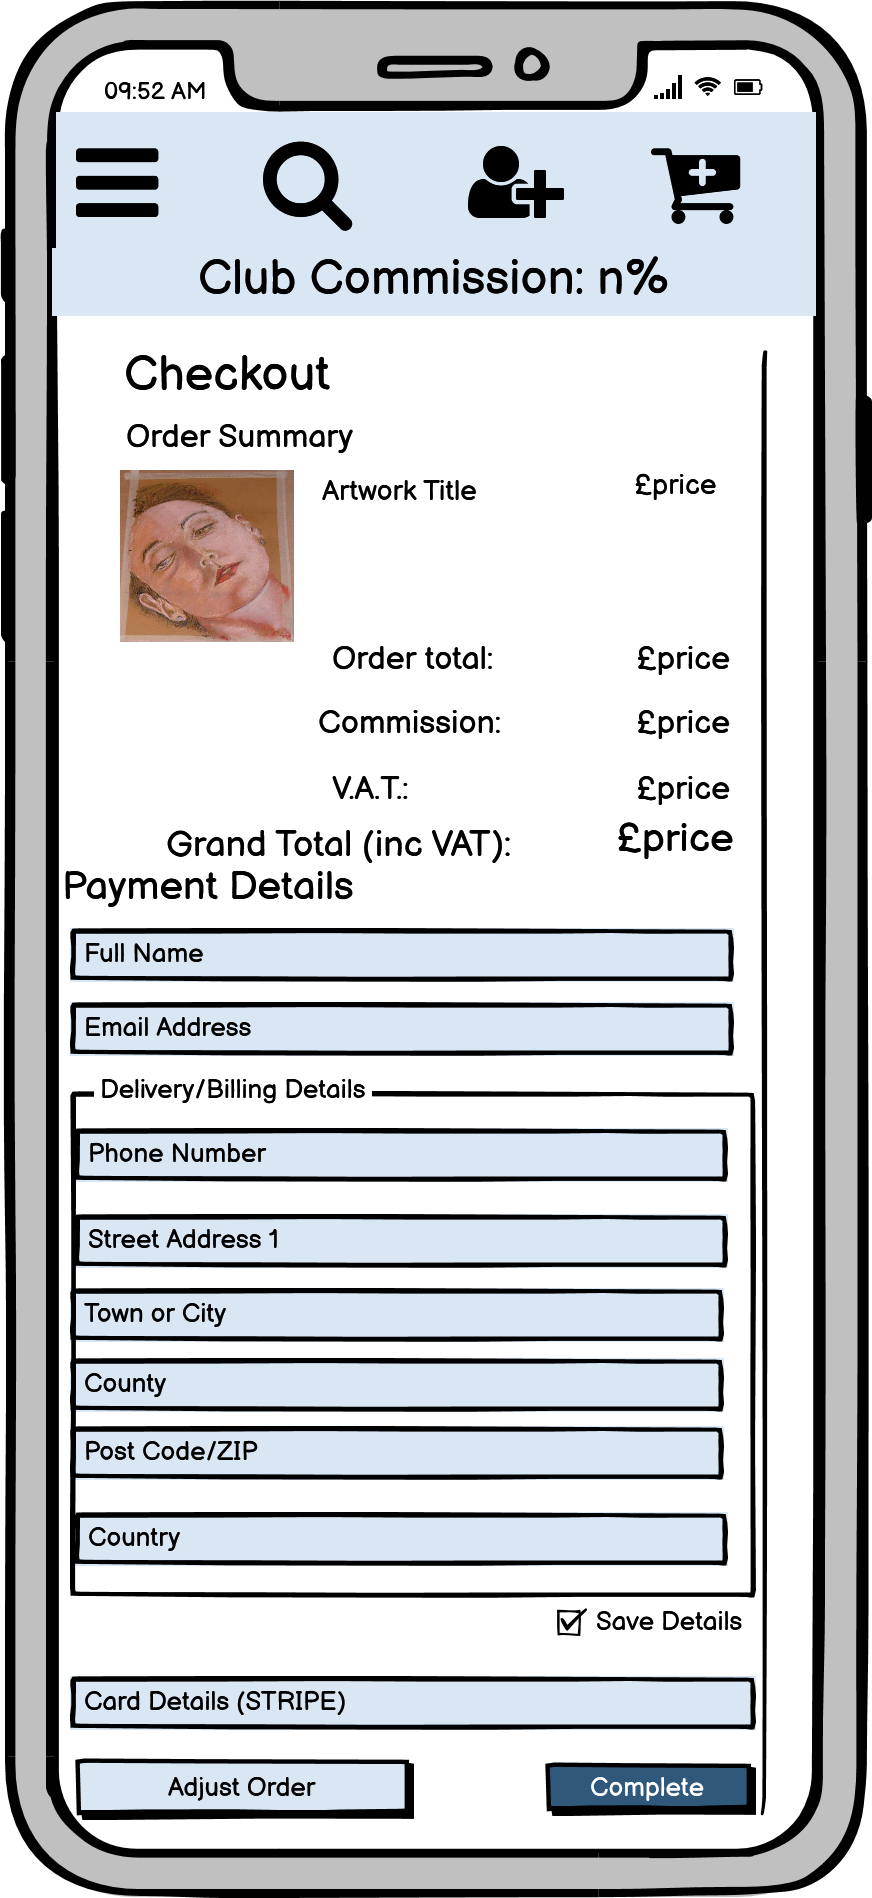 09:52 AM
Club Commission: n%
Checkout
Order Summary
Artwork Title £price
Order total: £price
Commission: £price
V.A.T.: £price
Grand Total (inc VAT): £price
Payment Details
Full Name
Email Address
Delivery/Billing Details
Phone Number
Street Address 1
Town or City
County
Post Code/ZIP
Country
Save Details
Card Details (STRIPE)
Adjust Order Complete